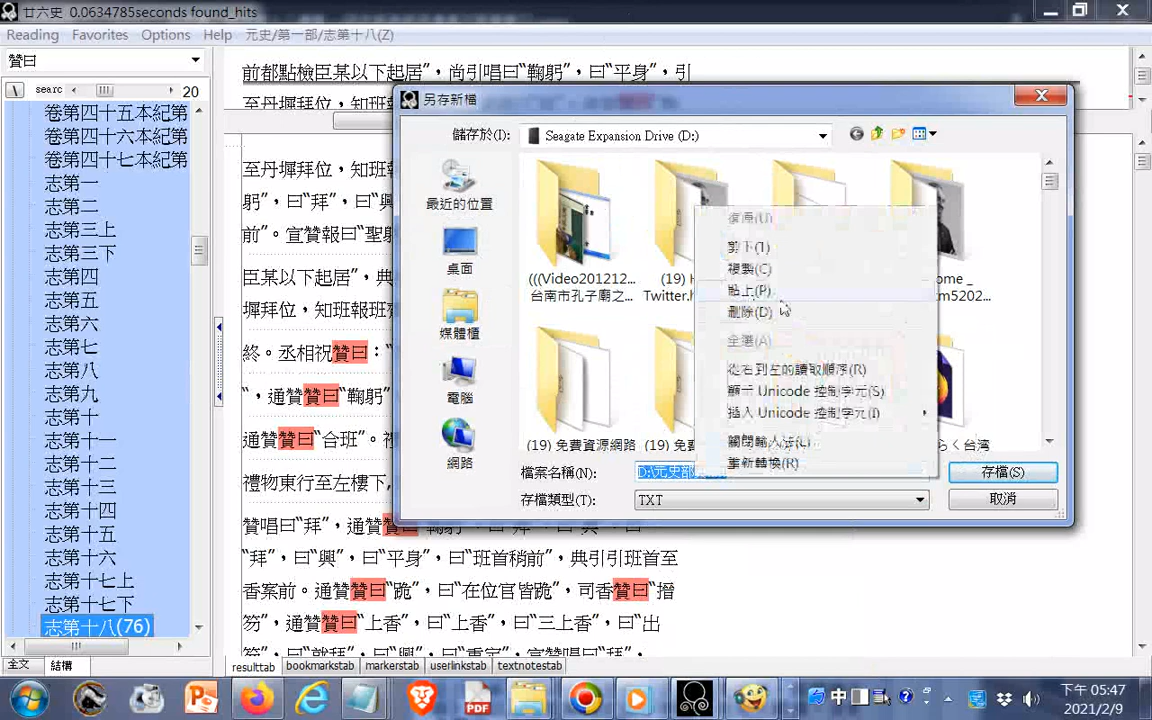 廿六史 0.0634785seconds found_hits
Reading Favorites Options Help 元史/第一部/志第十八(Z)
贊曰
searc 20
卷第四十五本紀第
卷第四十六本紀第
卷第四十七本紀第
志第一
志第二
志第三上
志第三下
志第四
志第五
志第六
志第七
志第八
志第九
志第十
志第十一
志第十二
志第十三
志第十四
志第十五
志第十六
志第十七上
志第十七下
志第十八(76)
全文 結構
前都點檢臣某以下起居”，尚引唱曰“鞠躬”，曰“平身”，引
至丹墀拜位，知班報
至丹墀拜位，知班
躬”，曰“拜”，曰“興
前”。宣贊報曰“聖躬
臣某以下起居”，典
墀拜位，知班報班
終。丞相祝贊曰：“
“，通贊贊曰“鞠躬”
通贊贊曰“合班”。禮
禮物東行至左樓下,
贊唱曰“拜”，通贊
“拜”，曰“興”，曰“平身”，曰“班首稍前”，典引引班首至
香案前。通贊贊曰“跪”，曰“在位官皆跪”，司香贊曰“搢
笏”，通贊贊曰“上香”，曰“上香”，曰“三上香”，曰“出
resulttab bookmarkstab markerstab userlinkstab textnotestab
另存新檔
儲存於(I): Seagate Expansion Drive (D:)
最近的位置
桌面
媒體櫃
電腦
網路
(((Video201212...
台南市孔子廟之...
(19) H
Twitter.h
ome _
tm5202...
(19) 免費資源網路
(19) 免費
らく台湾
復原(U)
剪下(T)
複製(C)
貼上(P)
刪除(D)
全選(A)
從右到左的讀取順序(R)
顯示 Unicode 控制字元(S)
插入 Unicode 控制字元(I)
關閉輸入法(L)
重新轉換(R)
檔案名稱(N): D:\元史部
存檔(S)
存檔類型(T): TXT
取消
下午 05:47
2021/2/9